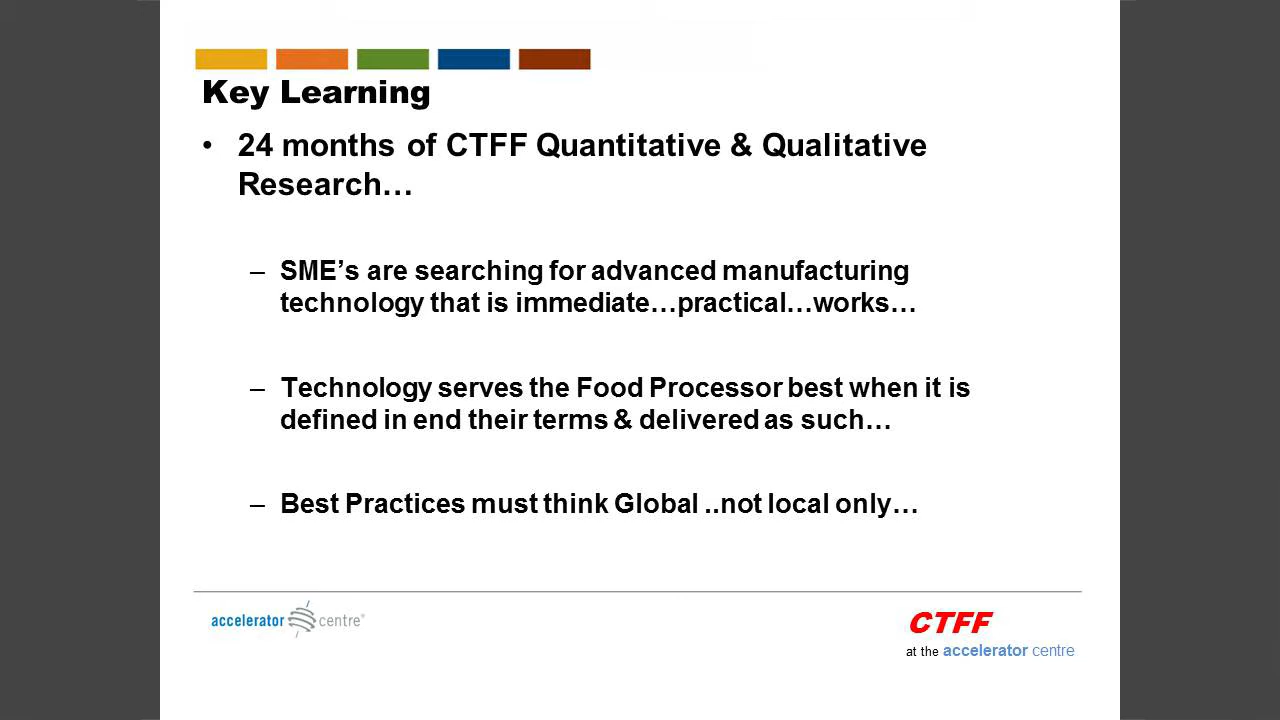 Key Learning
• 24 months of CTFF Quantitative & Qualitative
Research…
– SME’s are searching for advanced manufacturing
technology that is immediate…practical…works…
– Technology serves the Food Processor best when it is
defined in end their terms & delivered as such…
– Best Practices must think Global ..not local only…
accelerator centre®
CTFF
at the accelerator centre